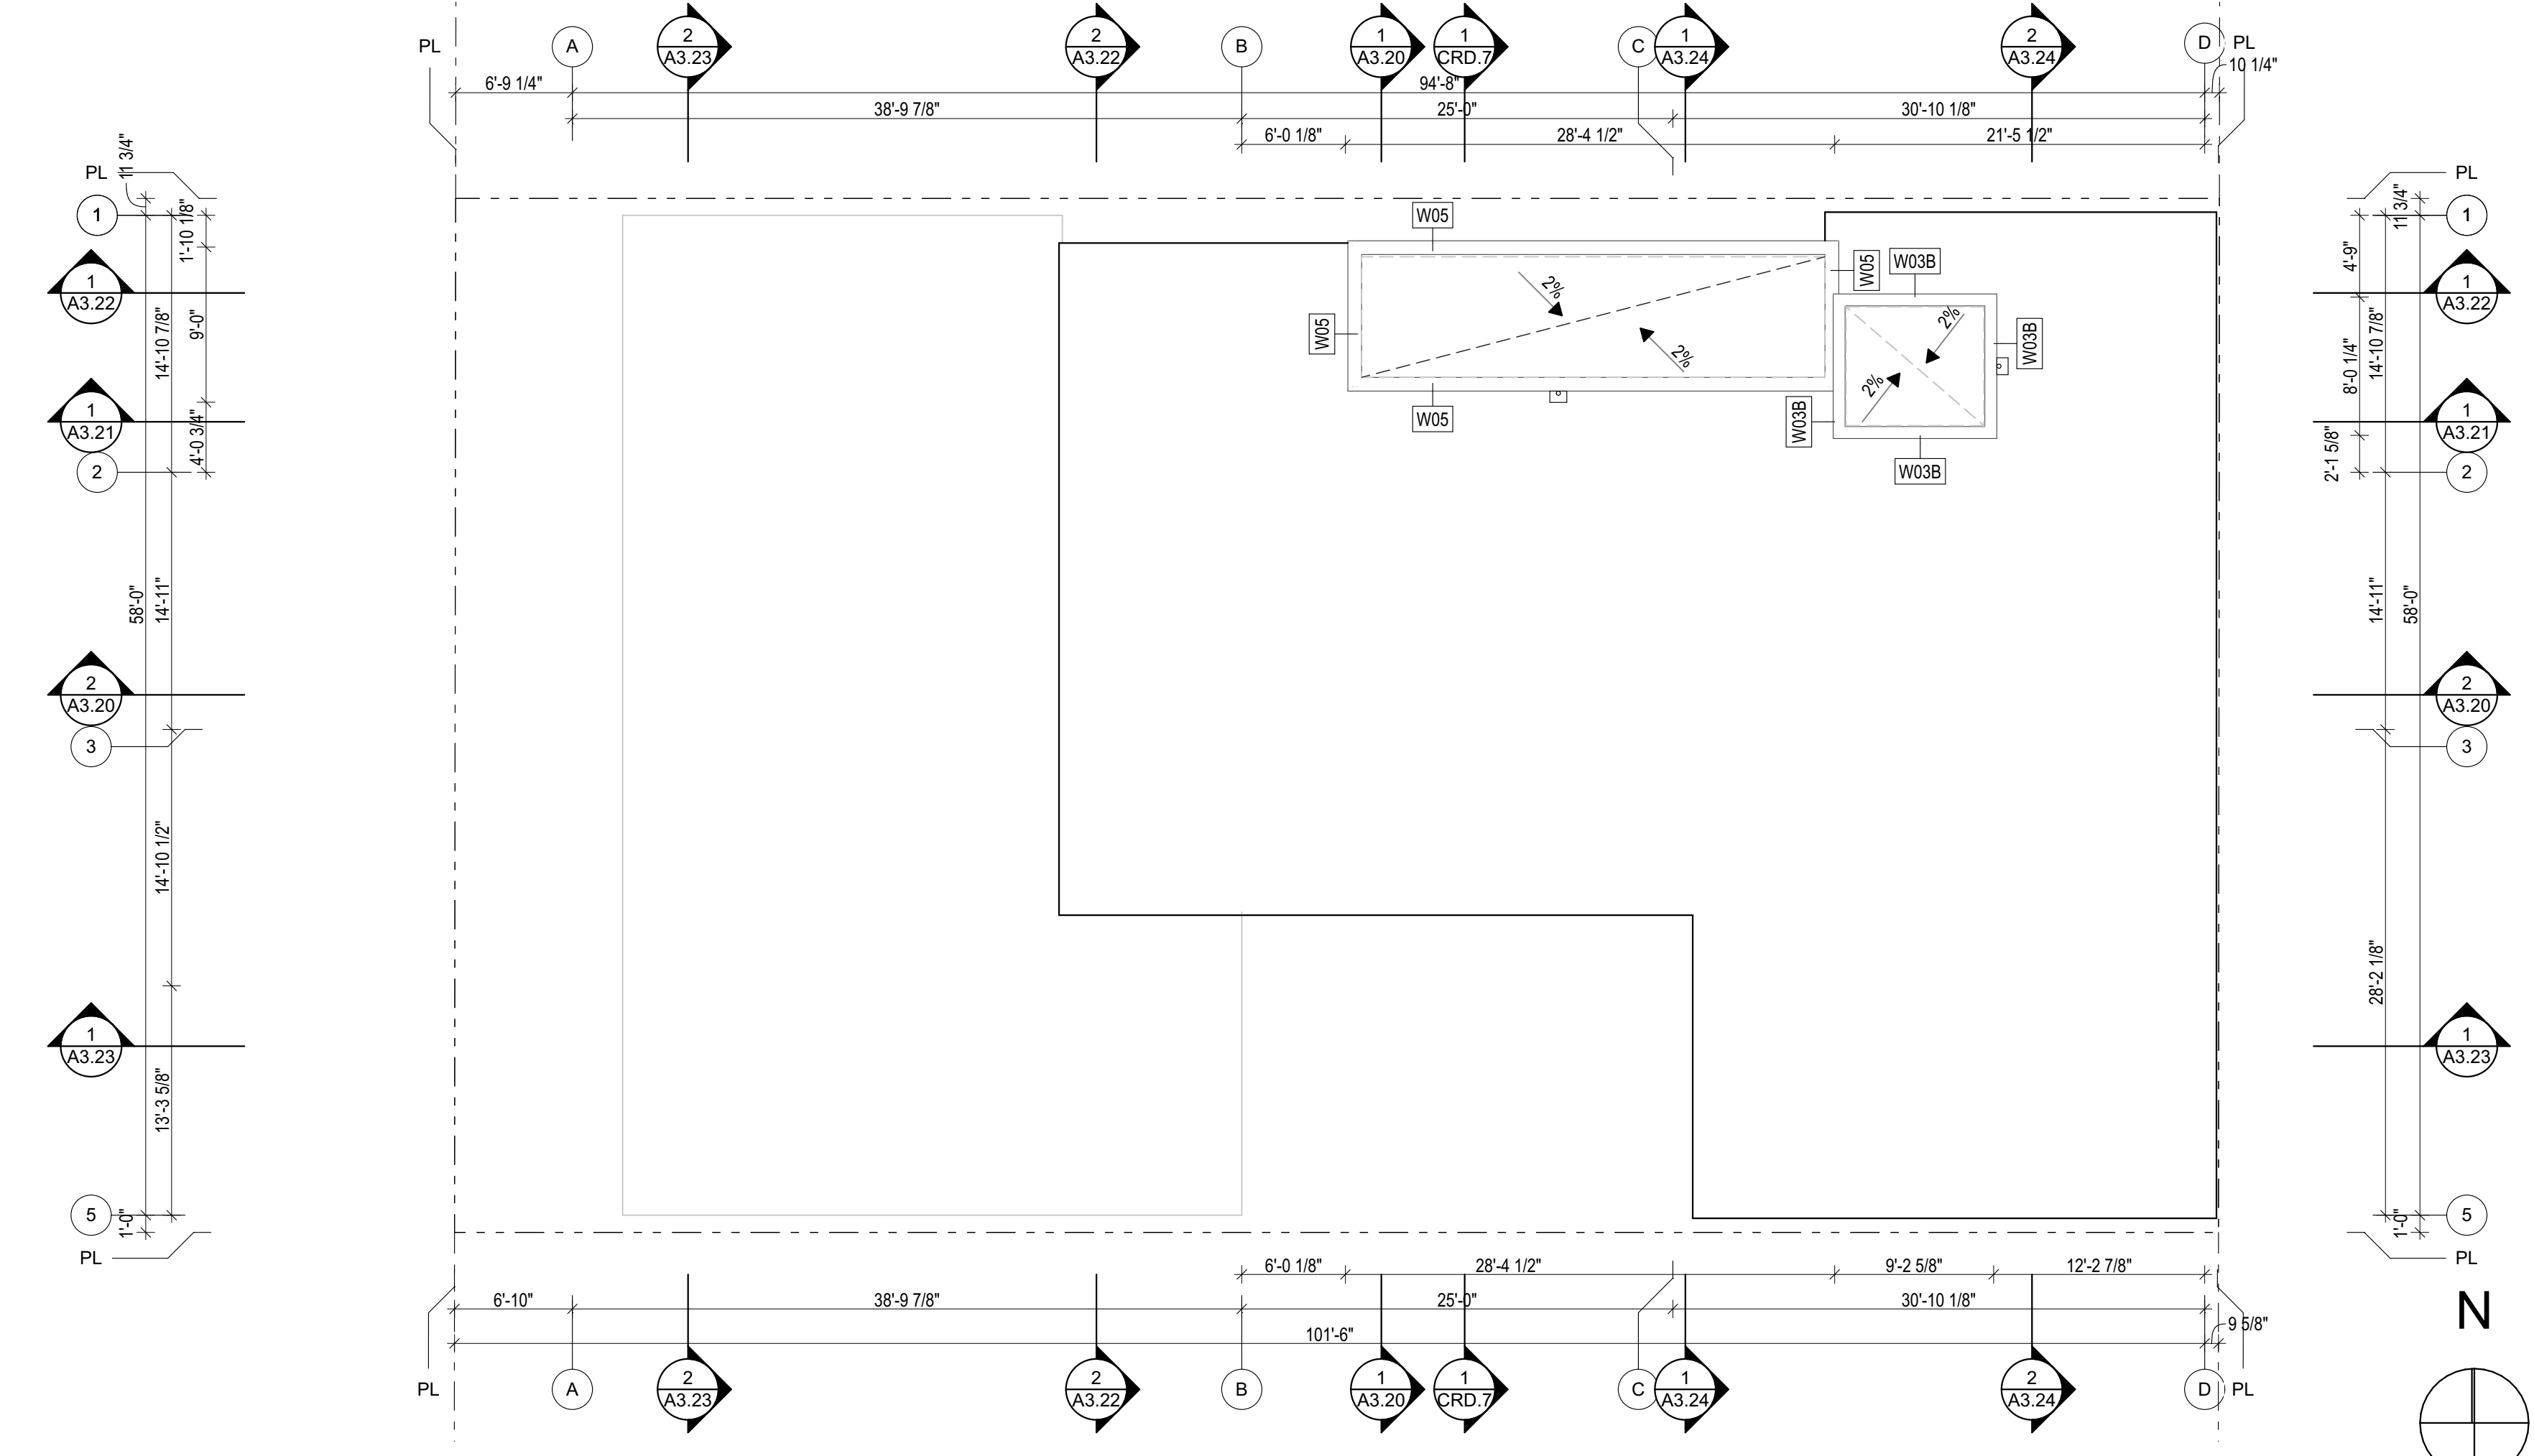 PL
A
2
A3.23
2
A3.22
B
1
A3.20
1
CRD.7
C
1
A3.24
2
A3.24
D
PL
6'-9 1/4"
94'-8"
10 1/4"
38'-9 7/8"
25'-0"
30'-10 1/8"
6'-0 1/8"
28'-4 1/2"
21'-5 1/2"
PL
11 3/4"
1
1'-10 1/8"
1
A3.22
14'-10 7/8"
9'-0"
1
A3.21
4'-0 3/4"
2
58'-0"
14'-11"
2
A3.20
3
14'-10 1/2"
1
A3.23
13'-3 5/8"
5
1'-0"
PL
W05
W05
W03B
2%
2%
W05
2%
W03B
2%
W05
W03B
W03B
PL
11 3/4"
1
4'-9"
1
A3.22
14'-10 7/8"
8'-0 1/4"
1
A3.21
2'-1 5/8"
2
14'-11"
58'-0"
2
A3.20
3
28'-2 1/8"
1
A3.23
5
1'-0"
PL
6'-0 1/8"
28'-4 1/2"
9'-2 5/8"
12'-2 7/8"
6'-10"
38'-9 7/8"
25'-0"
30'-10 1/8"
101'-6"
9 5/8"
PL
A
2
A3.23
2
A3.22
B
1
A3.20
1
CRD.7
C
1
A3.24
2
A3.24
D
PL
N